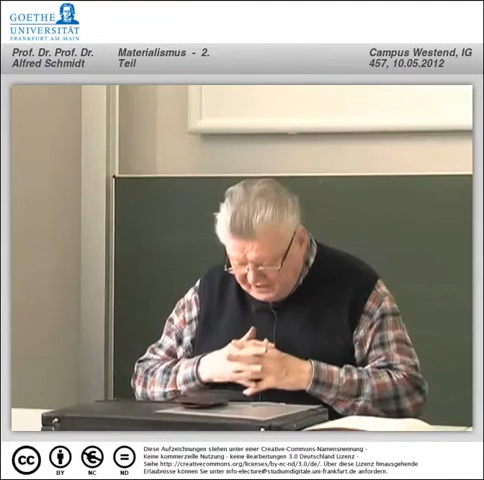 GOETHE
UNIVERSITÄT
FRANKFURT AM MAIN
Prof. Dr. Prof. Dr.
Alfred Schmidt
Materialismus - 2.
Teil
Campus Westend, IG
457, 10.05.2012
cc BY NC ND
Diese Aufzeichnungen stehen unter einer Creative-Commons-Namensnennung -
Keine kommerzielle Nutzung - keine Bearbeitungen 3.0 Deutschland Lizenz -
Siehe http://creativecommons.org/licenses/by-nc-nd/3.0/de/. Über diese Lizenz hinausgehende
Erlaubnisse können Sie unter info-electure@studiumdigitale.uni-frankfurt.de anfordern.